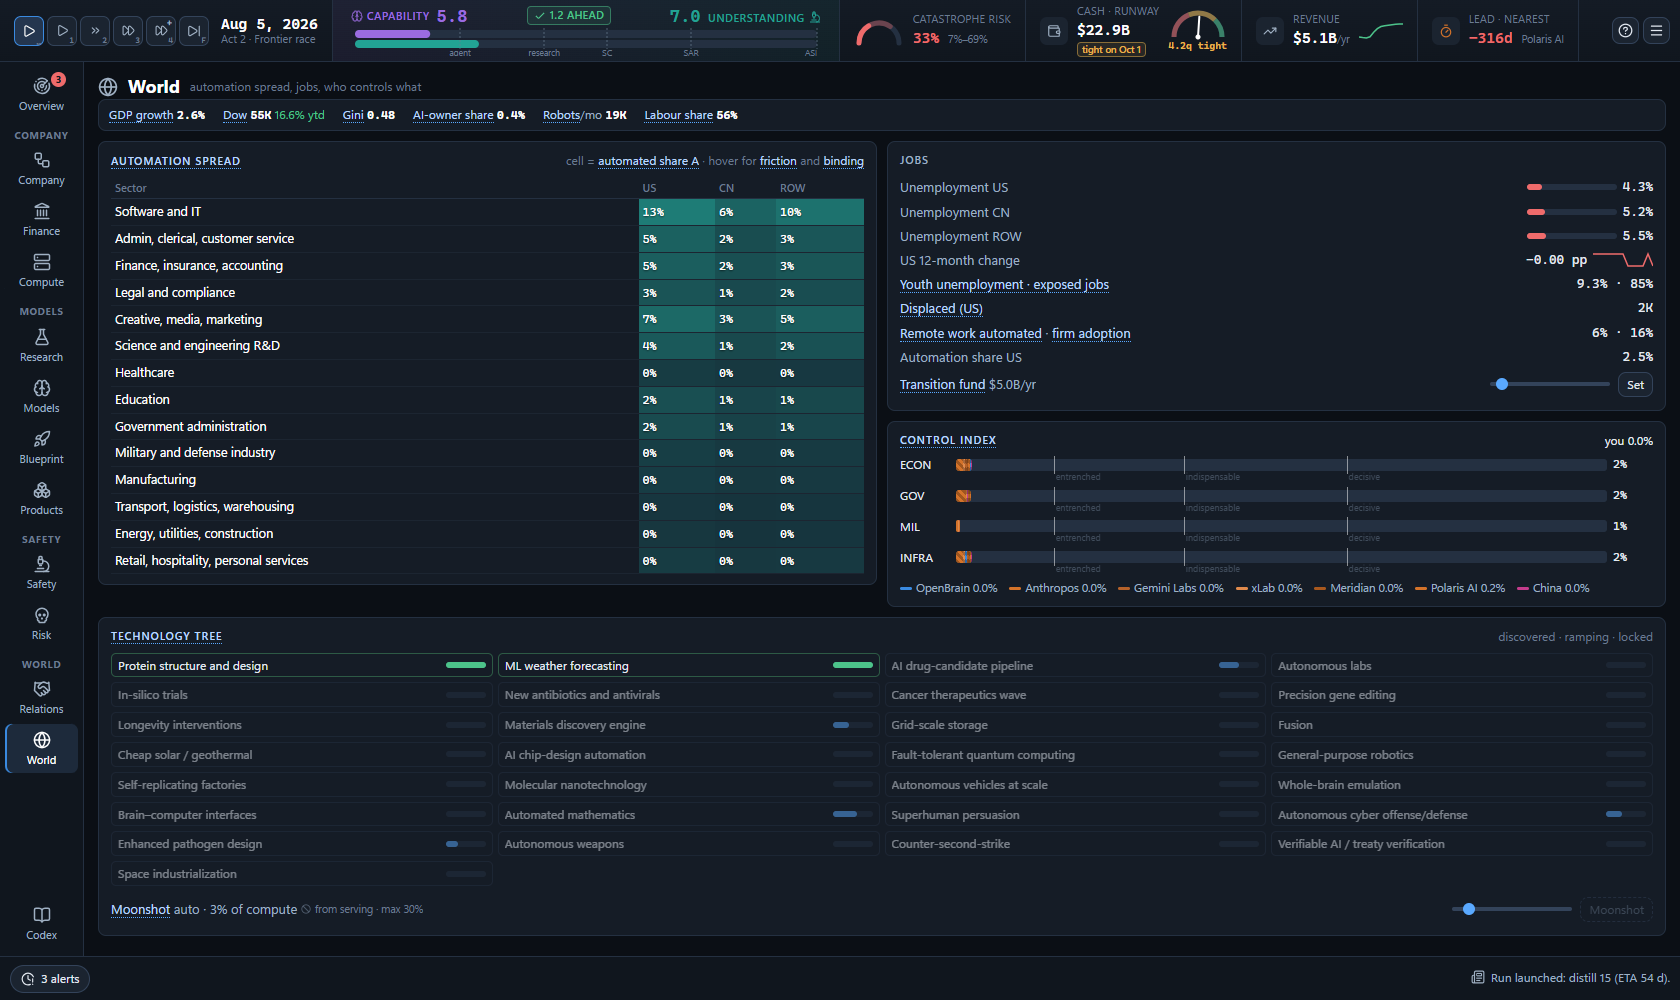 Aug 5, 2026
Act 2 · Frontier race
1 2 3 4 F
CAPABILITY 5.8
1.2 AHEAD
7.0 UNDERSTANDING
agent research SC SAR ASI
CATASTROPHE RISK
33% 7%–69%
CASH · RUNWAY
$22.9B
tight on Oct 1
4.2q tight
REVENUE
$5.1B/yr
LEAD · NEAREST
−316d Polaris AI
Overview
3
COMPANY
Company
Finance
Compute
MODELS
Research
Models
Blueprint
Products
SAFETY
Safety
Risk
WORLD
Relations
World
Codex
World automation spread, jobs, who controls what
GDP growth 2.6% Dow 55K 16.6% ytd Gini 0.48 AI-owner share 0.4% Robots/mo 19K Labour share 56%
AUTOMATION SPREAD cell = automated share A · hover for friction and binding
Sector US CN ROW
Software and IT 13% 6% 10%
Admin, clerical, customer service 5% 2% 3%
Finance, insurance, accounting 5% 2% 3%
Legal and compliance 3% 1% 2%
Creative, media, marketing 7% 3% 5%
Science and engineering R&D 4% 1% 2%
Healthcare 0% 0% 0%
Education 2% 1% 1%
Government administration 2% 1% 1%
Military and defense industry 0% 0% 0%
Manufacturing 0% 0% 0%
Transport, logistics, warehousing 0% 0% 0%
Energy, utilities, construction 0% 0% 0%
Retail, hospitality, personal services 0% 0% 0%
JOBS
Unemployment US 4.3%
Unemployment CN 5.2%
Unemployment ROW 5.5%
US 12-month change −0.00 pp
Youth unemployment · exposed jobs 9.3% · 85%
Displaced (US) 2K
Remote work automated · firm adoption 6% · 16%
Automation share US 2.5%
Transition fund $5.0B/yr Set
CONTROL INDEX you 0.0%
ECON 2%
entrenched indispensable decisive
GOV 2%
entrenched indispensable decisive
MIL 1%
entrenched indispensable decisive
INFRA 2%
entrenched indispensable decisive
OpenBrain 0.0% Anthropos 0.0% Gemini Labs 0.0% xLab 0.0% Meridian 0.0% Polaris AI 0.2% China 0.0%
TECHNOLOGY TREE discovered · ramping · locked
Protein structure and design ML weather forecasting AI drug-candidate pipeline Autonomous labs
In-silico trials New antibiotics and antivirals Cancer therapeutics wave Precision gene editing
Longevity interventions Materials discovery engine Grid-scale storage Fusion
Cheap solar / geothermal AI chip-design automation Fault-tolerant quantum computing General-purpose robotics
Self-replicating factories Molecular nanotechnology Autonomous vehicles at scale Whole-brain emulation
Brain–computer interfaces Automated mathematics Superhuman persuasion Autonomous cyber offense/defense
Enhanced pathogen design Autonomous weapons Counter-second-strike Verifiable AI / treaty verification
Space industrialization
Moonshot auto · 3% of compute from serving · max 30% Moonshot
3 alerts
Run launched: distill 15 (ETA 54 d).